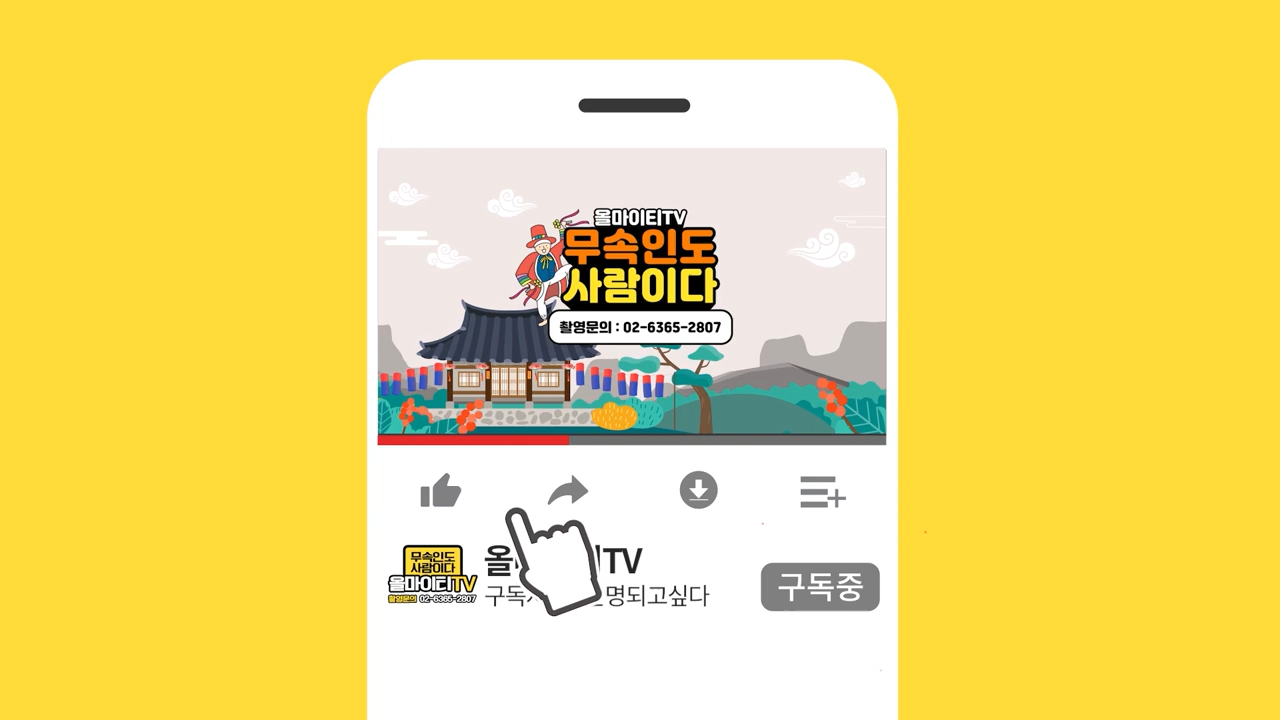 올마이티TV
무속인도
사람이다
촬영문의 : 02-6365-2807
무속인도
사람이다
올마이티TV
촬영문의 02-6365-2807
올 TV
구독 명되고싶다
구독중